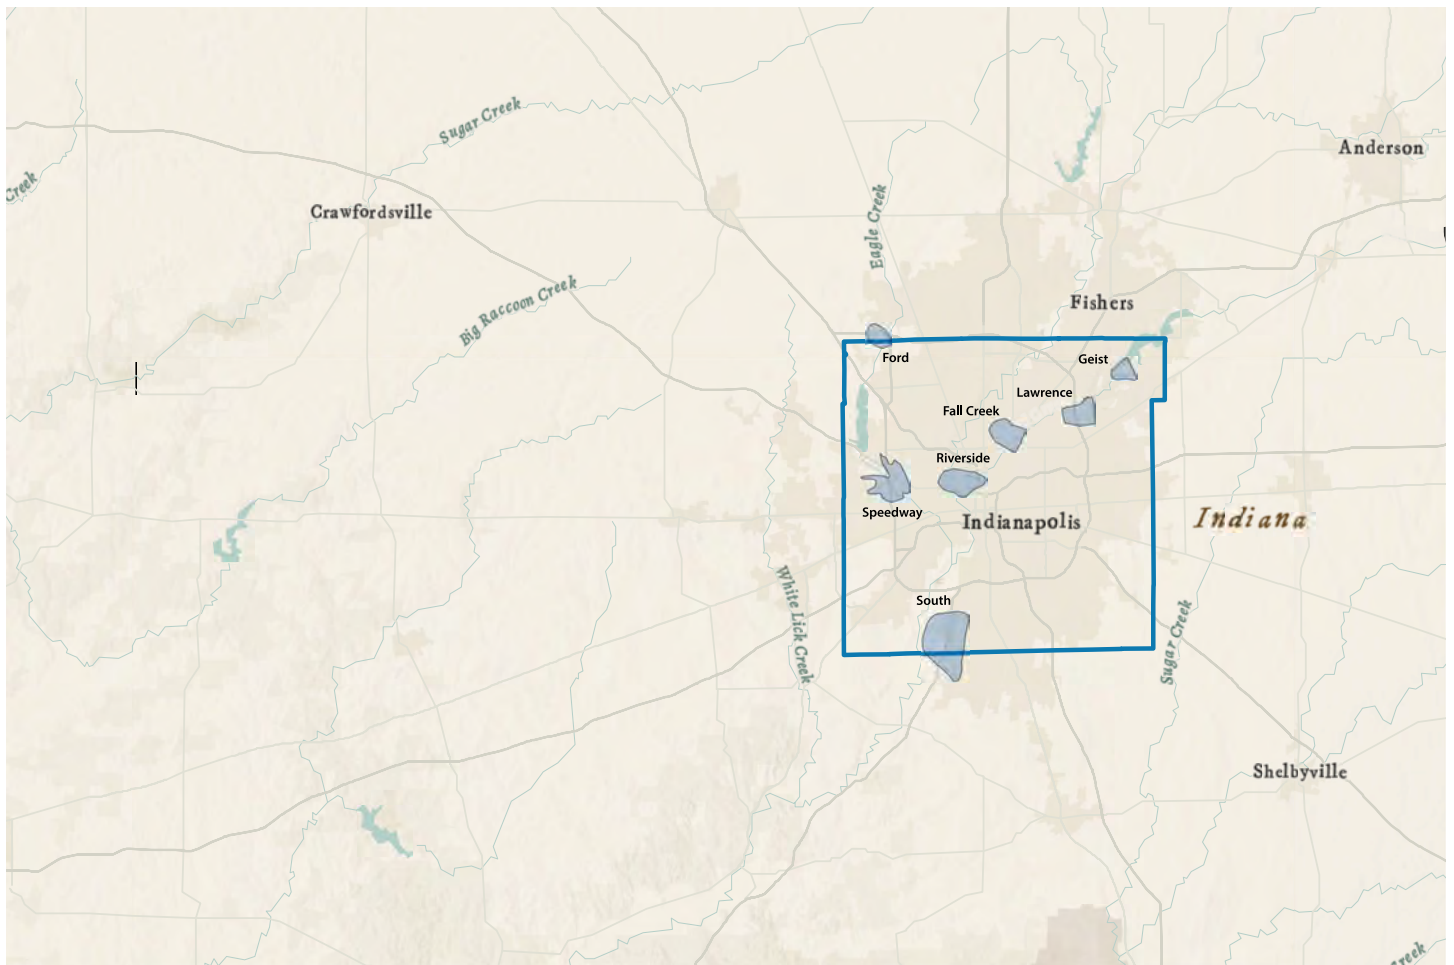 Sugar Creek
Anderson
Creek
Crawfordsville
Eagle Creek
Big Raccoon Creek
Fishers
Ford
Geist
Lawrence
Fall Creek
Riverside
Speedway
Indianapolis
Indiana
White Lick Creek
South
Sugar Creek
Shelbyville
Creek